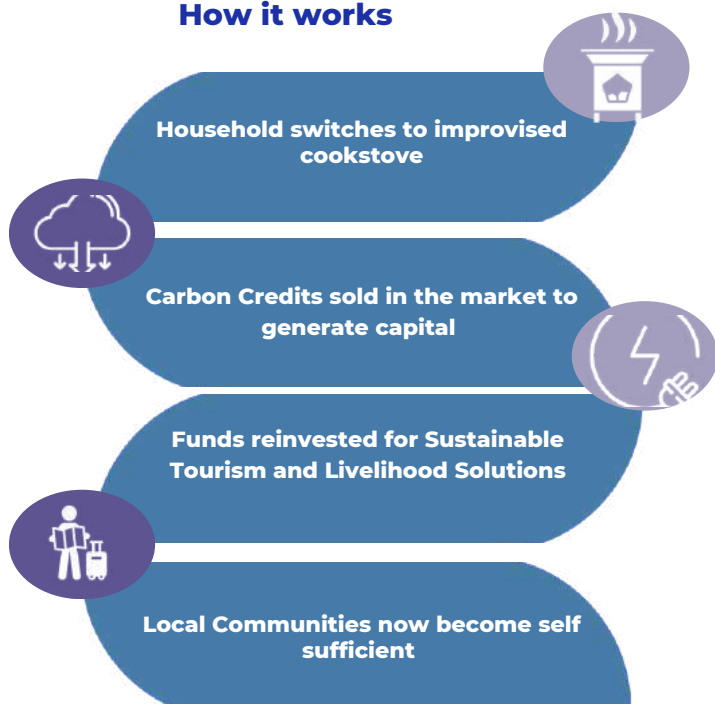 How it works
Household switches to improvised
cookstove
Carbon Credits sold in the market to
generate capital
Funds reinvested for Sustainable
Tourism and Livelihood Solutions
Local Communities now become self
sufficient